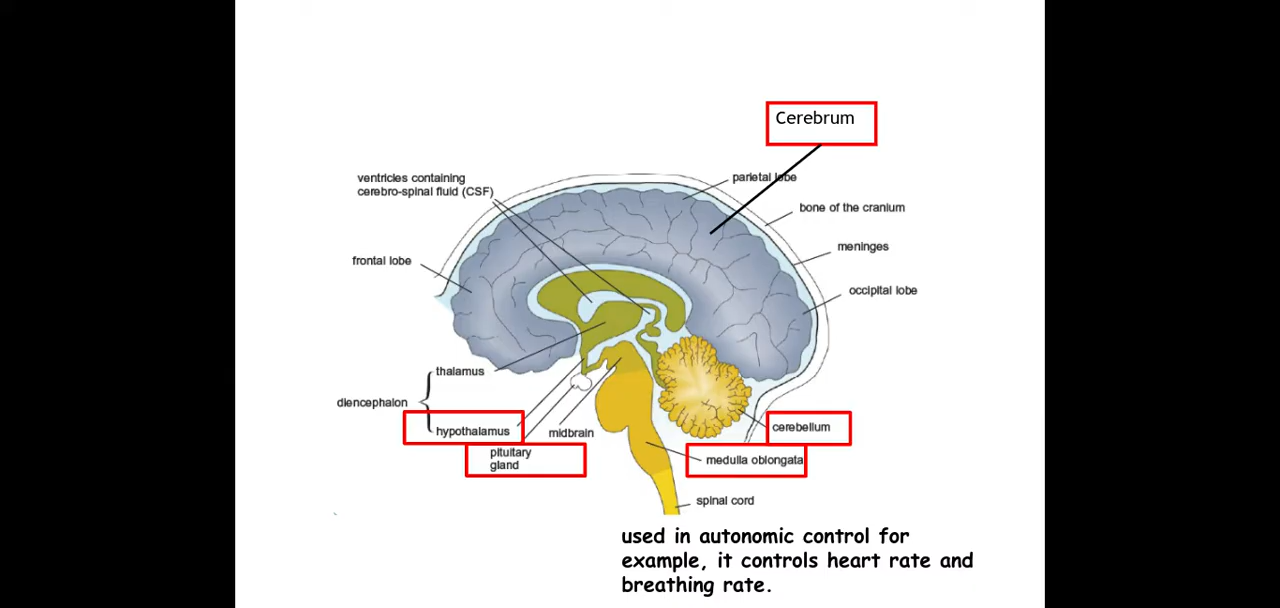 Cerebrum
ventricles containing
cerebro-spinal fluid (CSF)
parietal lobe
bone of the cranium
meninges
frontal lobe
occipital lobe
thalamus
diencephalon
hypothalamus
midbrain
cerebellum
pituitary
gland
medulla oblongata
spinal cord
used in autonomic control for
example, it controls heart rate and
breathing rate.